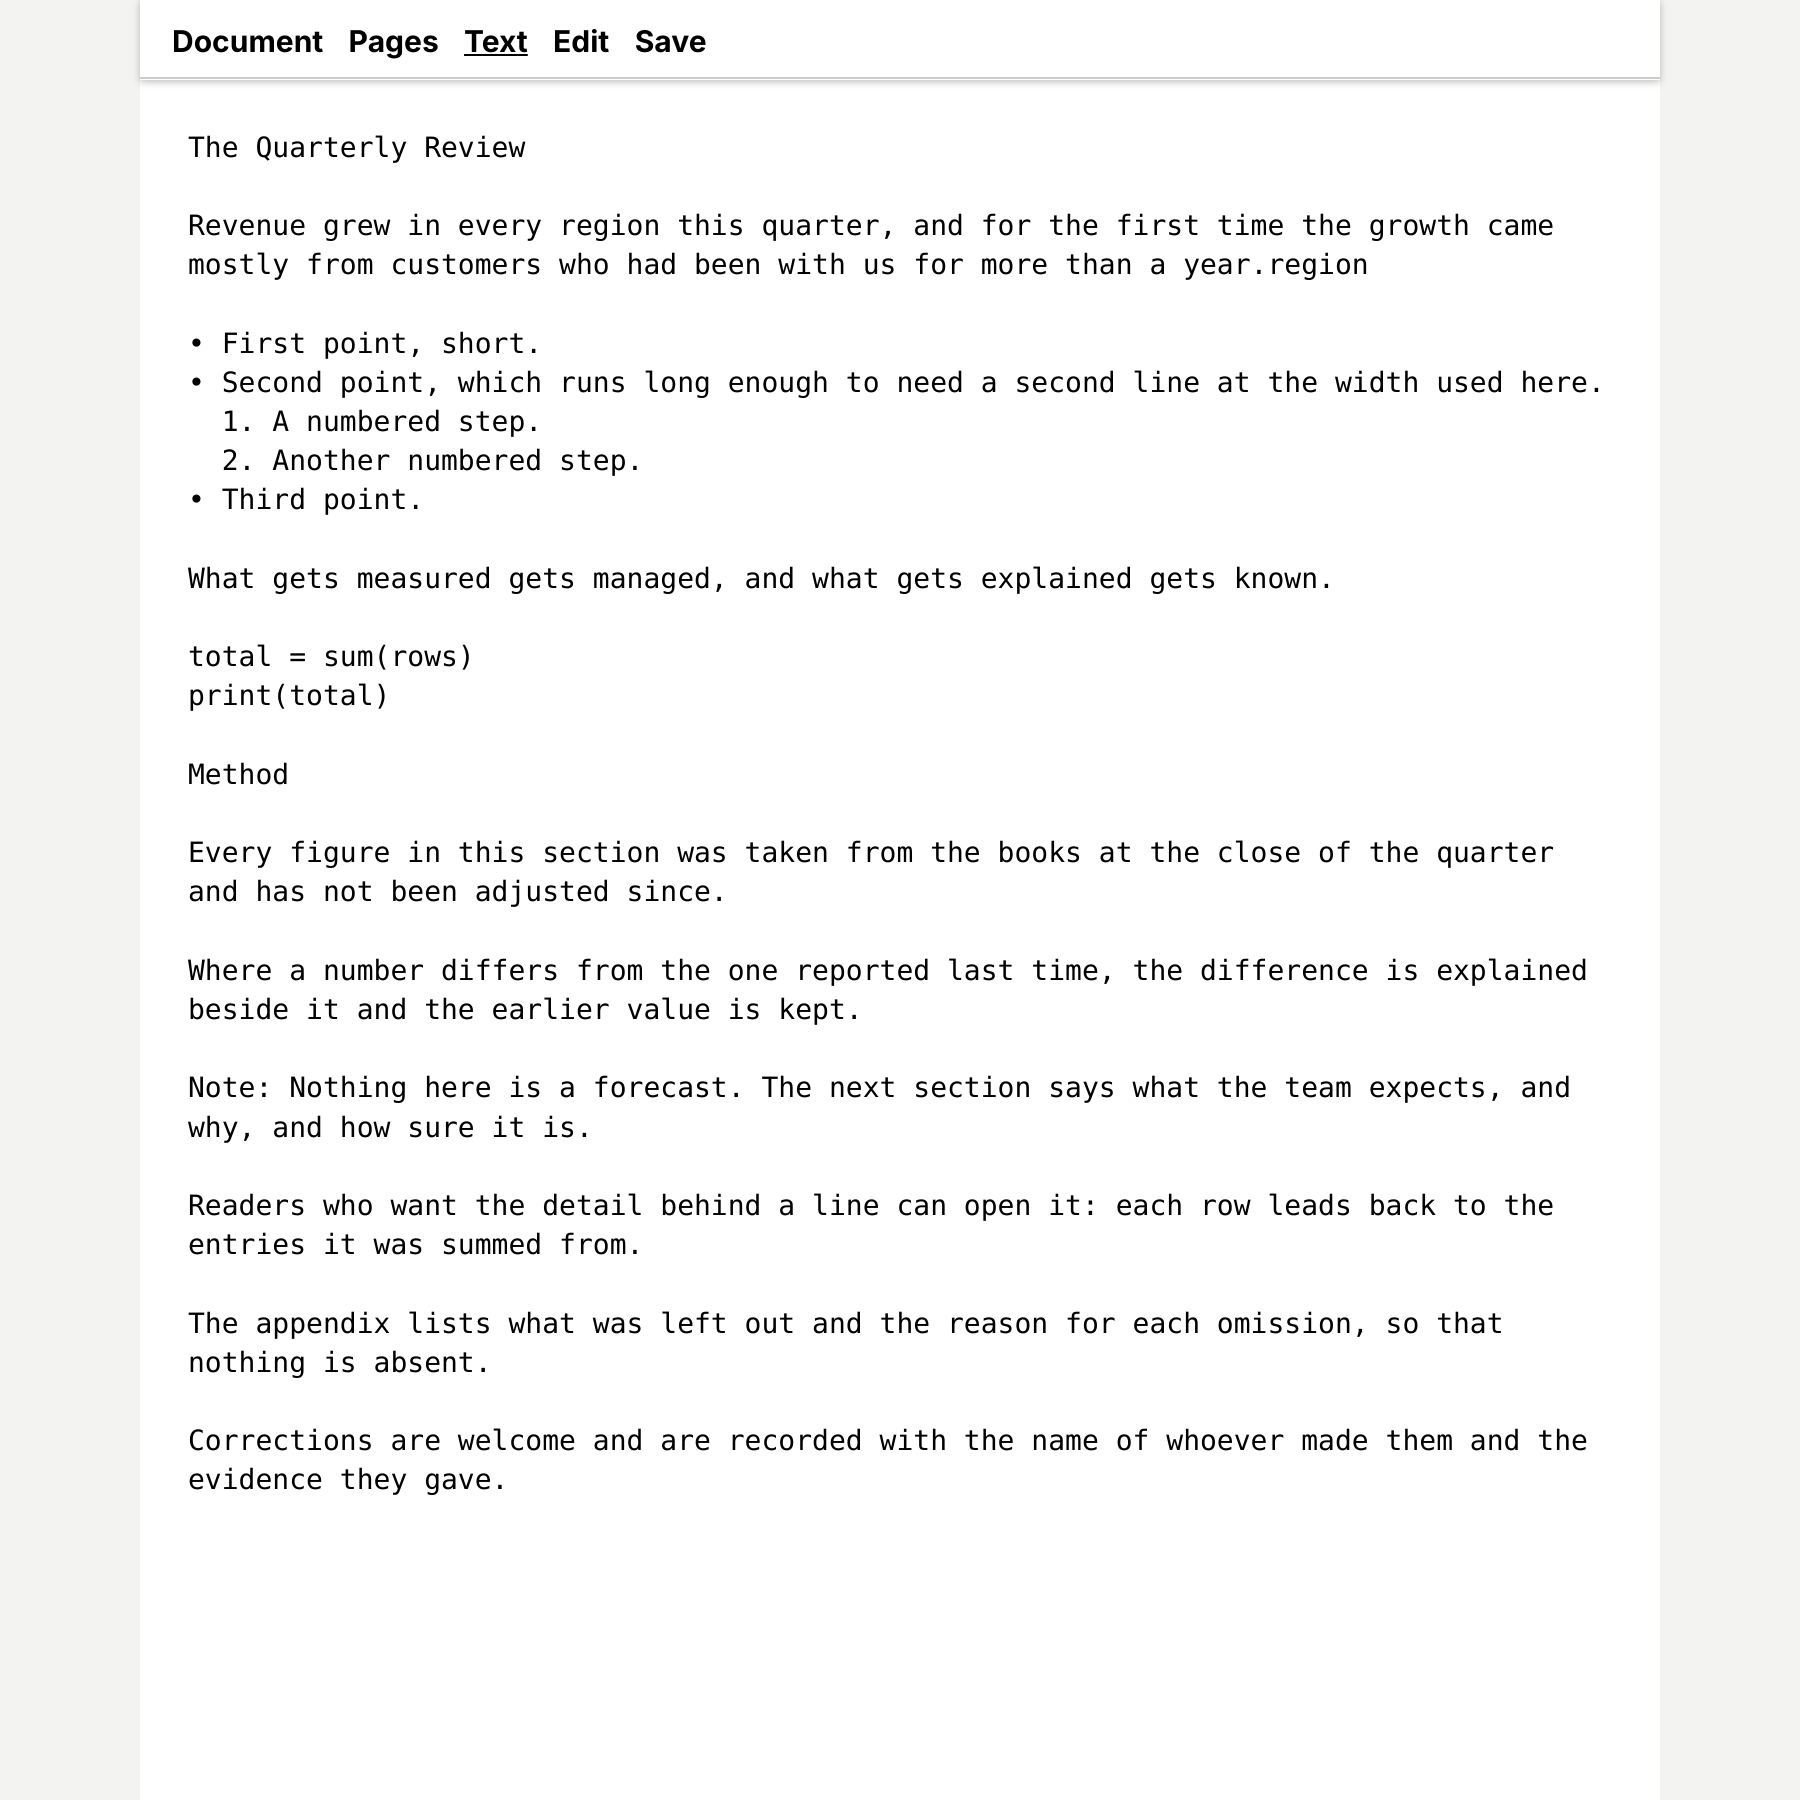 Document Pages Text Edit Save
The Quarterly Review
Revenue grew in every region this quarter, and for the first time the growth came
mostly from customers who had been with us for more than a year.region
• First point, short.
• Second point, which runs long enough to need a second line at the width used here.
1. A numbered step.
2. Another numbered step.
• Third point.
What gets measured gets managed, and what gets explained gets known.
total = sum(rows)
print(total)
Method
Every figure in this section was taken from the books at the close of the quarter
and has not been adjusted since.
Where a number differs from the one reported last time, the difference is explained
beside it and the earlier value is kept.
Note: Nothing here is a forecast. The next section says what the team expects, and
why, and how sure it is.
Readers who want the detail behind a line can open it: each row leads back to the
entries it was summed from.
The appendix lists what was left out and the reason for each omission, so that
nothing is absent.
Corrections are welcome and are recorded with the name of whoever made them and the
evidence they gave.